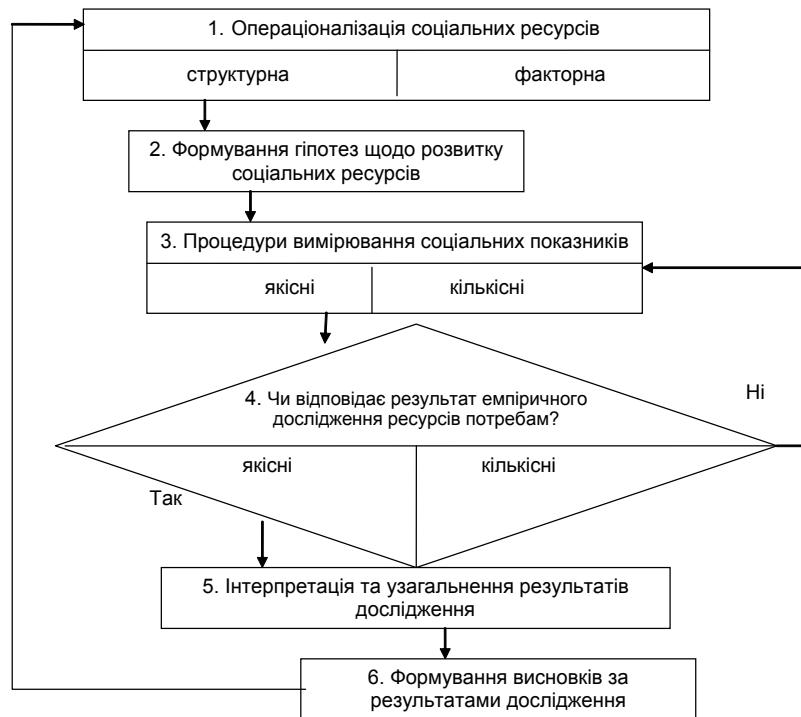 1. Операціоналізація соціальних ресурсів
структурна факторна
2. Формування гіпотез щодо розвитку
соціальних ресурсів
3. Процедури вимірювання соціальних показників
якісні кількісні
4. Чи відповідає результат емпіричного
дослідження ресурсів потребам?
Ні
якісні кількісні
Так
5. Інтерпретація та узагальнення результатів
дослідження
6. Формування висновків за
результатами дослідження